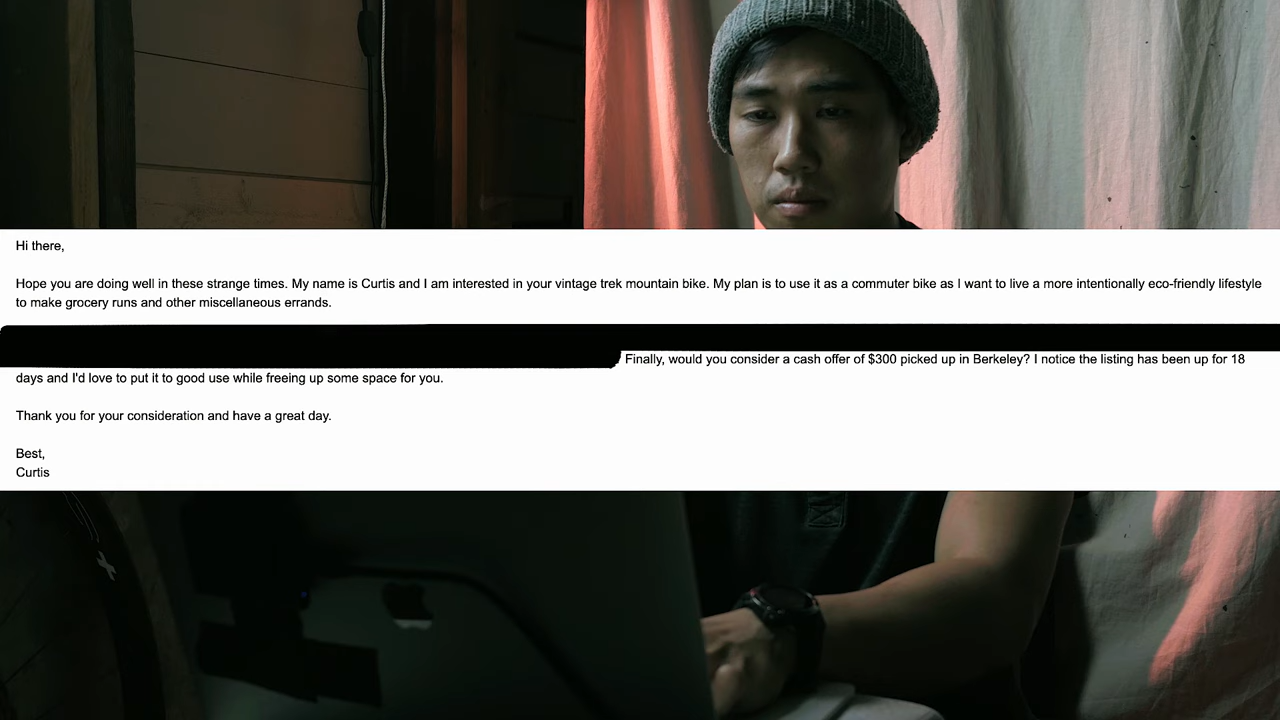 Hi there,
Hope you are doing well in these strange times. My name is Curtis and I am interested in your vintage trek mountain bike. My plan is to use it as a commuter bike as I want to live a more intentionally eco-friendly lifestyle
to make grocery runs and other miscellaneous errands.
Finally, would you consider a cash offer of $300 picked up in Berkeley? I notice the listing has been up for 18
days and I'd love to put it to good use while freeing up some space for you.
Thank you for your consideration and have a great day.
Best,
Curtis